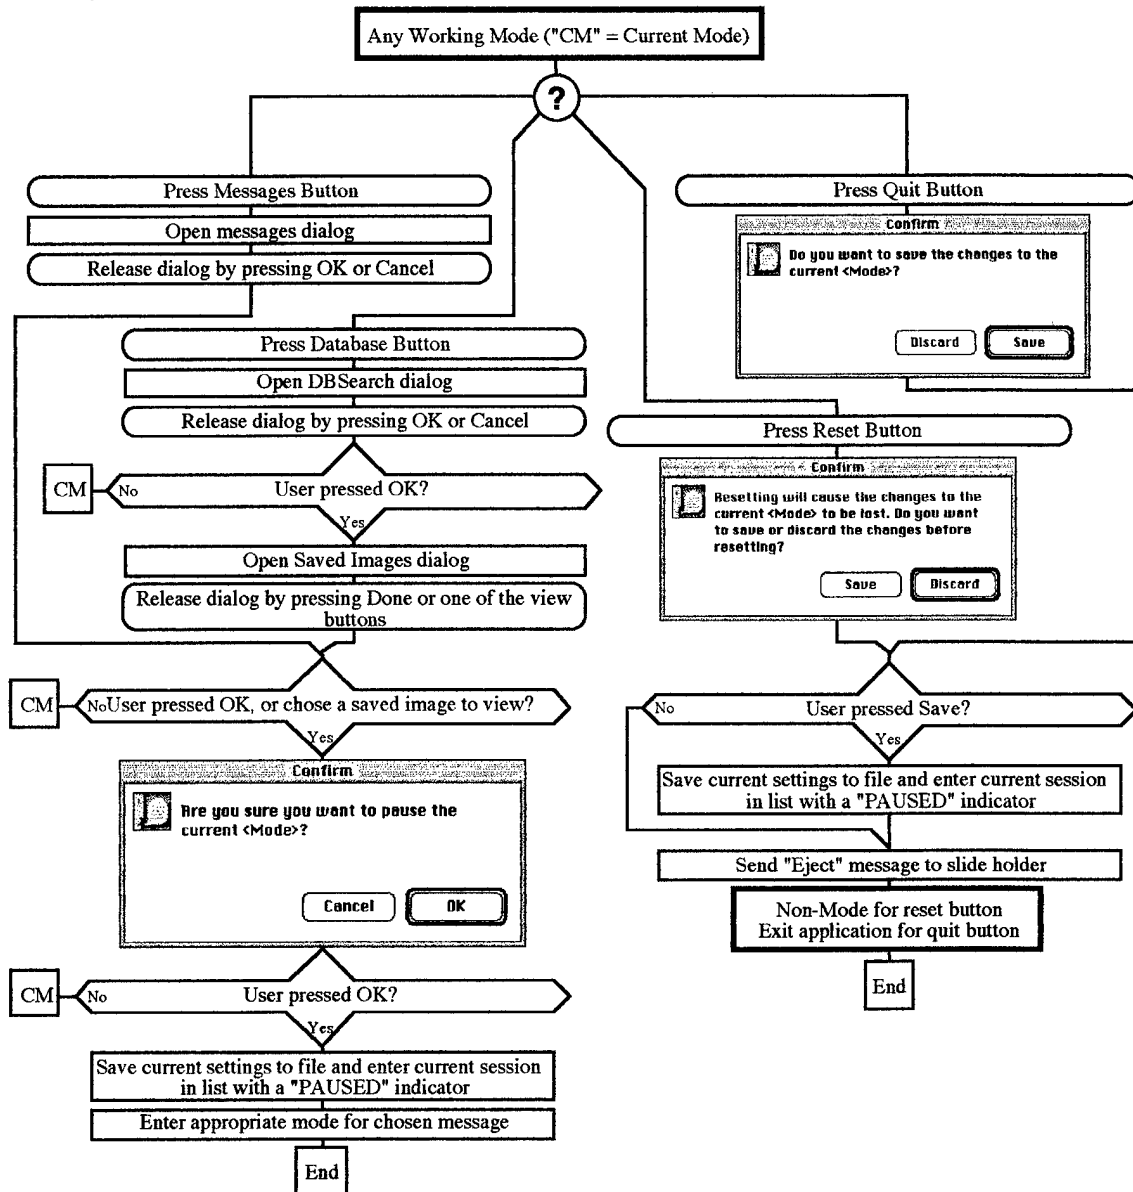 Any Working Mode ("CM" = Current Mode)
?
Press Messages Button
Open messages dialog
Release dialog by pressing OK or Cancel
Press Database Button
Open DBSearch dialog
Release dialog by pressing OK or Cancel
CM
No
User pressed OK?
Yes
Open Saved Images dialog
Release dialog by pressing Done or one of the view
buttons
CM
No
User pressed OK, or chose a saved image to view?
Yes
Confirm
Are you sure you want to pause the
current <Mode>?
Cancel
OK
CM
No
User pressed OK?
Yes
Save current settings to file and enter current session
in list with a "PAUSED" indicator
Enter appropriate mode for chosen message
End
Press Quit Button
Confirm
Do you want to save the changes to the
current <Mode>?
Discard
Save
Press Reset Button
Confirm
Resetting will cause the changes to the
current <Mode> to be lost. Do you want
to save or discard the changes before
resetting?
Save
Discard
No
User pressed Save?
Yes
Save current settings to file and enter current session
in list with a "PAUSED" indicator
Send "Eject" message to slide holder
Non-Mode for reset button
Exit application for quit button
End